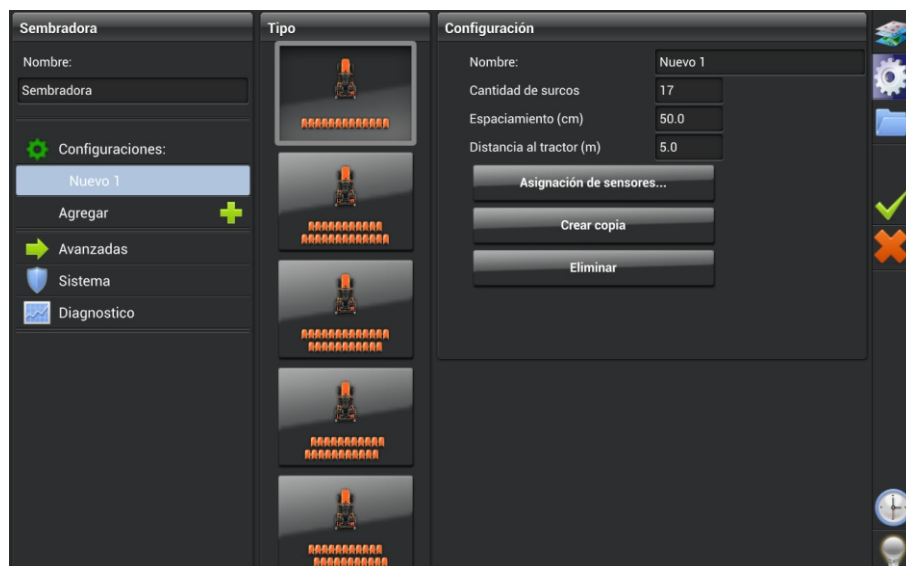 Sembradora
Nombre:
Sembradora
Configuraciones:
Nuevo 1
Agregar
Avanzadas
Sistema
Diagnostico
Tipo
Configuración
Nombre: Nuevo 1
Cantidad de surcos 17
Espaciamiento (cm) 50.0
Distancia al tractor (m) 5.0
Asignación de sensores...
Crear copia
Eliminar